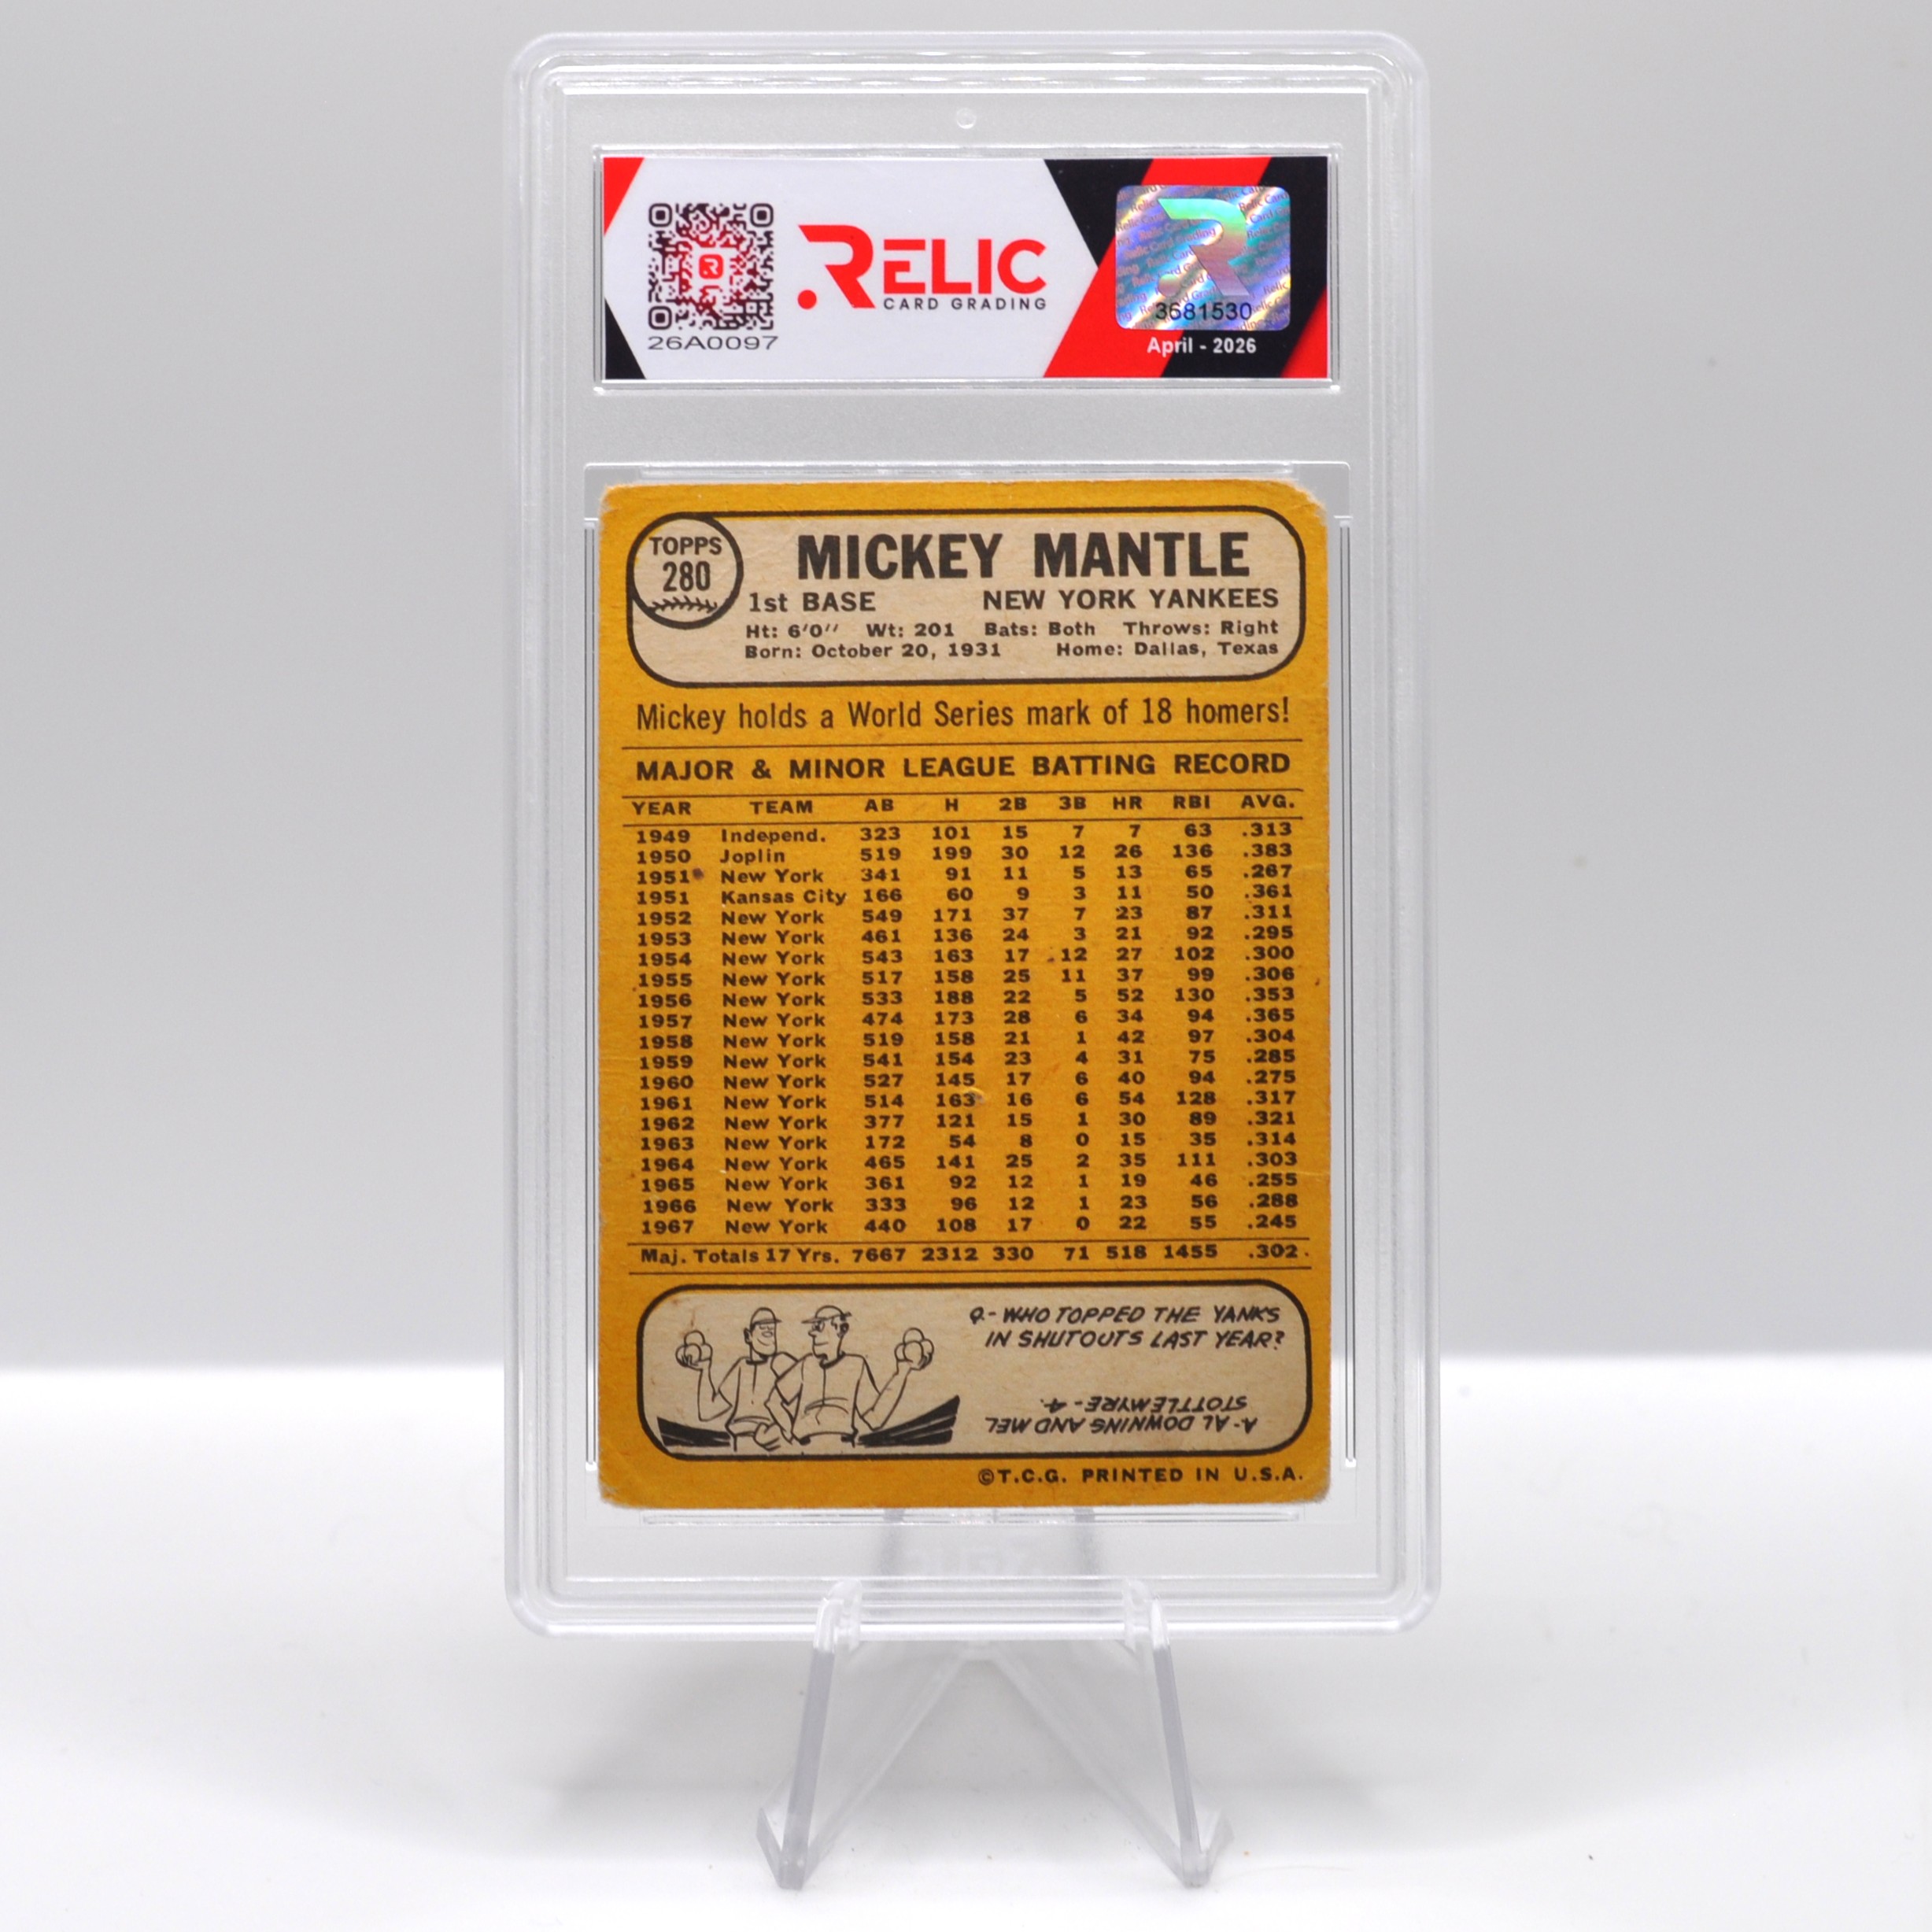 RELIC
CARD GRADING
26A0097
3681530
April - 2026
TOPPS
280
MICKEY MANTLE
1st BASE NEW YORK YANKEES
Ht: 6'0" Wt: 201 Bats: Both Throws: Right
Born: October 20, 1931 Home: Dallas, Texas
Mickey holds a World Series mark of 18 homers!
MAJOR & MINOR LEAGUE BATTING RECORD
YEAR TEAM AB H 2B 3B HR RBI AVG.
1949 Independ. 323 101 15 7 7 63 .313
1950 Joplin 519 199 30 12 26 136 .383
1951 New York 341 91 11 5 13 65 .267
1951 Kansas City 166 60 9 3 11 50 .361
1952 New York 549 171 37 7 23 87 .311
1953 New York 461 136 24 3 21 92 .295
1954 New York 543 163 17 12 27 102 .300
1955 New York 517 158 25 11 37 99 .306
1956 New York 533 188 22 5 52 130 .353
1957 New York 474 173 28 6 34 94 .365
1958 New York 519 158 21 1 42 97 .304
1959 New York 541 154 23 4 31 75 .285
1960 New York 527 145 17 6 40 94 .275
1961 New York 514 163 16 6 54 128 .317
1962 New York 377 121 15 1 30 89 .321
1963 New York 172 54 8 0 15 35 .314
1964 New York 465 141 25 2 35 111 .303
1965 New York 361 92 12 1 19 46 .255
1966 New York 333 96 12 1 23 56 .288
1967 New York 440 108 17 0 22 55 .245
Maj. Totals 17 Yrs. 7667 2312 330 71 518 1455 .302
Q- WHO TOPPED THE YANKS
IN SHUTOUTS LAST YEAR?
A- AL DOWNING AND MEL
STOTTLEMYRE - 4.
©T.C.G. PRINTED IN U.S.A.